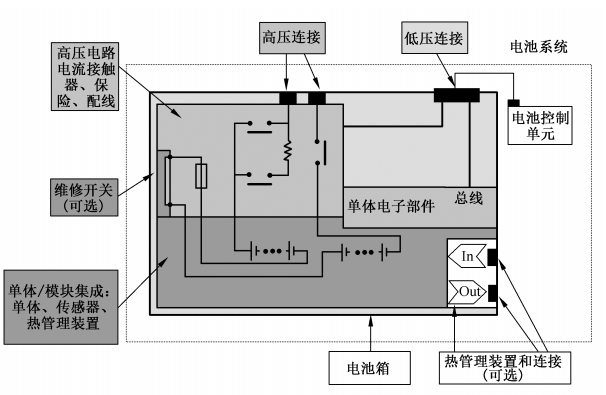 高压连接
低压连接
电池系统
高压电路
电流接触
器、保
险、配线
电池控制
单元
维修开关
(可选)
单体电子部件
总线
单体/模块集成:
单体、传感器、
热管理装置
In
Out
电池箱
热管理装置和连接
(可选)